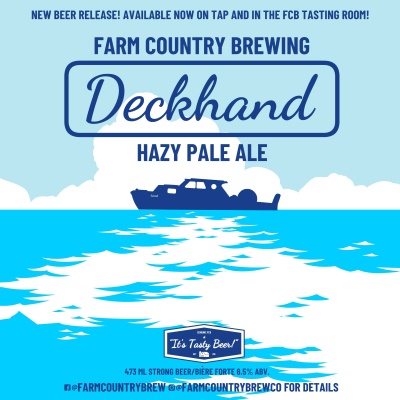 NEW BEER RELEASE! AVAILABLE NOW ON TAP AND IN THE FCB TASTING ROOM!
FARM COUNTRY BREWING
Deckhand
HAZY PALE ALE
"It's Tasty Beer!"
473 ML STRONG BEER/BIÈRE FORTE 6.5% ABV.
@FARMCOUNTRYBREW @FARMCOUNTRYBREWCO FOR DETAILS